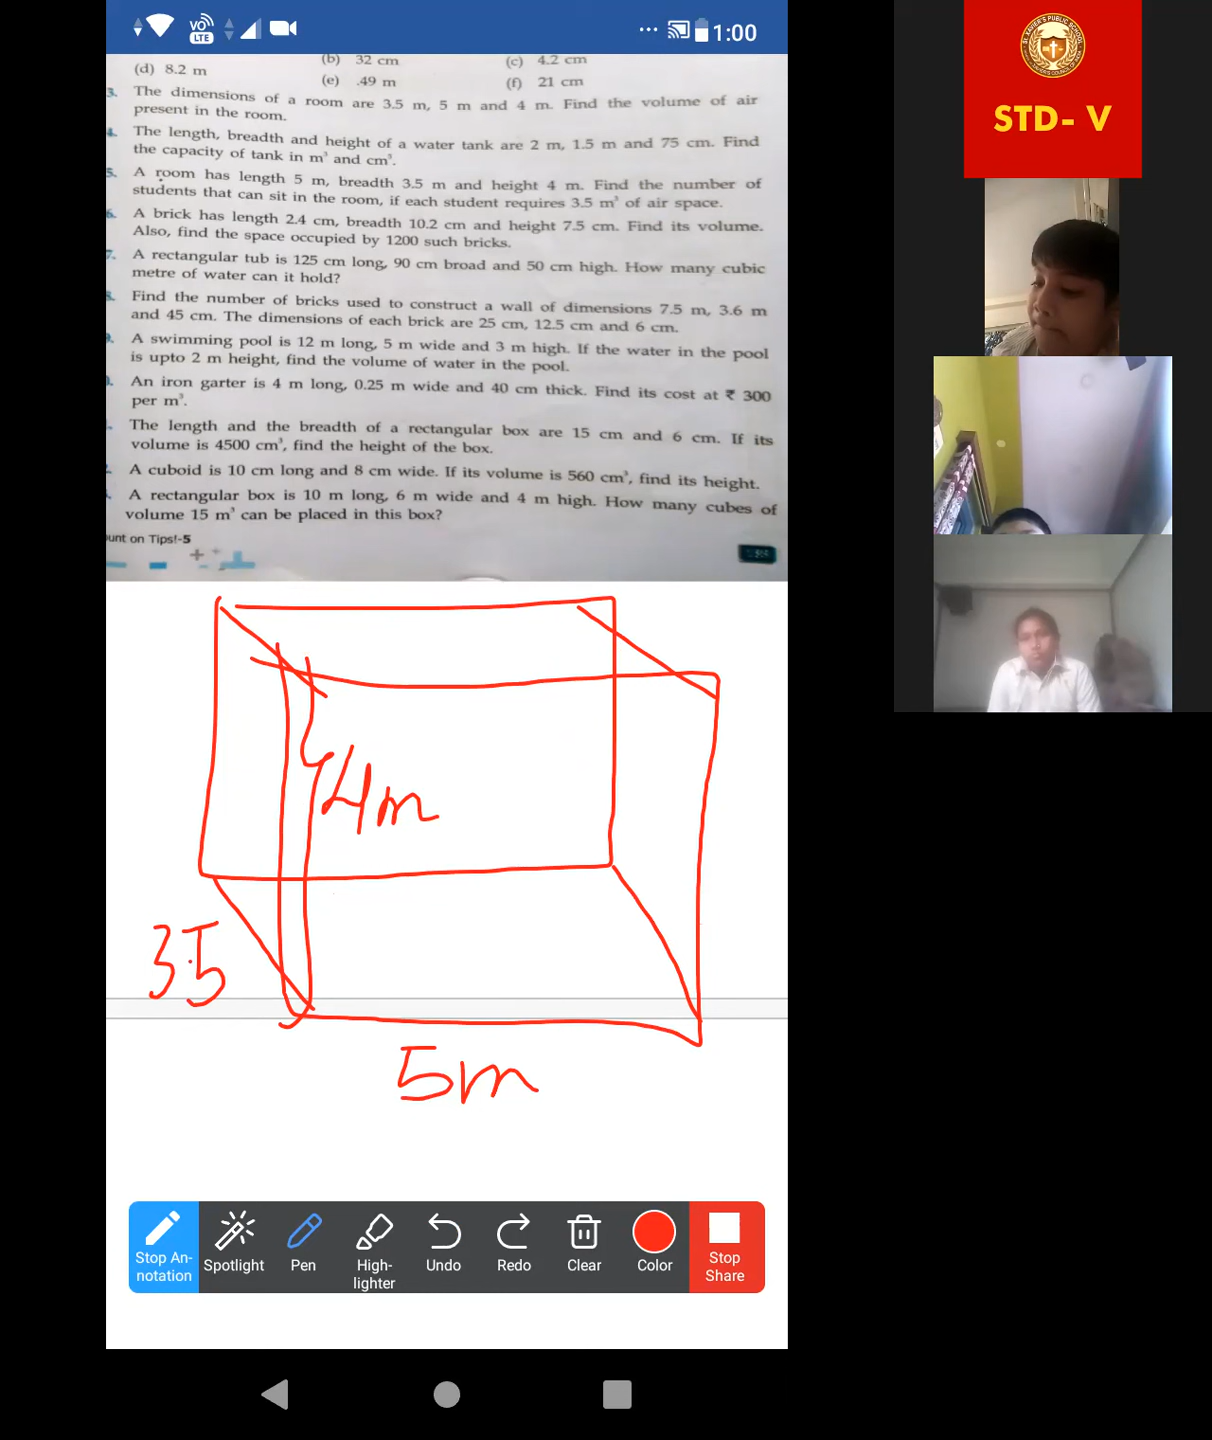 VO
LTE
1:00
(b) 32 cm (c) 4.2 cm
(d) 8.2 m (e) .49 m (f) 21 cm
3. The dimensions of a room are 3.5 m, 5 m and 4 m. Find the volume of air
present in the room.
4. The length, breadth and height of a water tank are 2 m, 1.5 m and 75 cm. Find
the capacity of tank in m³ and cm³.
5. A room has length 5 m, breadth 3.5 m and height 4 m. Find the number of
students that can sit in the room, if each student requires 3.5 m³ of air space.
6. A brick has length 2.4 cm, breadth 10.2 cm and height 7.5 cm. Find its volume.
Also, find the space occupied by 1200 such bricks.
7. A rectangular tub is 125 cm long, 90 cm broad and 50 cm high. How many cubic
metre of water can it hold?
8. Find the number of bricks used to construct a wall of dimensions 7.5 m, 3.6 m
and 45 cm. The dimensions of each brick are 25 cm, 12.5 cm and 6 cm.
9. A swimming pool is 12 m long, 5 m wide and 3 m high. If the water in the pool
is upto 2 m height, find the volume of water in the pool.
An iron garter is 4 m long, 0.25 m wide and 40 cm thick. Find its cost at ₹ 300
per m³.
The length and the breadth of a rectangular box are 15 cm and 6 cm. If its
volume is 4500 cm³, find the height of the box.
A cuboid is 10 cm long and 8 cm wide. If its volume is 560 cm³, find its height.
A rectangular box is 10 m long, 6 m wide and 4 m high. How many cubes of
volume 15 m³ can be placed in this box?
unt on Tips!-5
4m
3.5
5m
Stop An-
notation
Spotlight
Pen
High-
lighter
Undo
Redo
Clear
Color
Stop
Share
STD- V